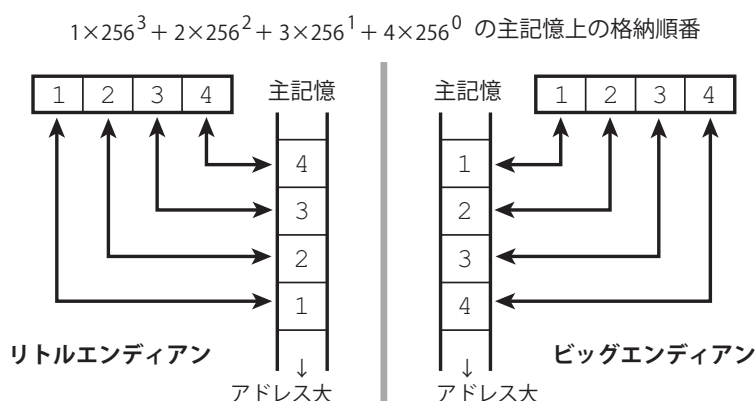 1×256³ + 2×256² + 3×256¹ + 4×256⁰ の主記憶上の格納順番
1 2 3 4
主記憶
4
3
2
1
リトルエンディアン
↓
アドレス大
主記憶
1 2 3 4
1
2
3
4
ビッグエンディアン
↓
アドレス大